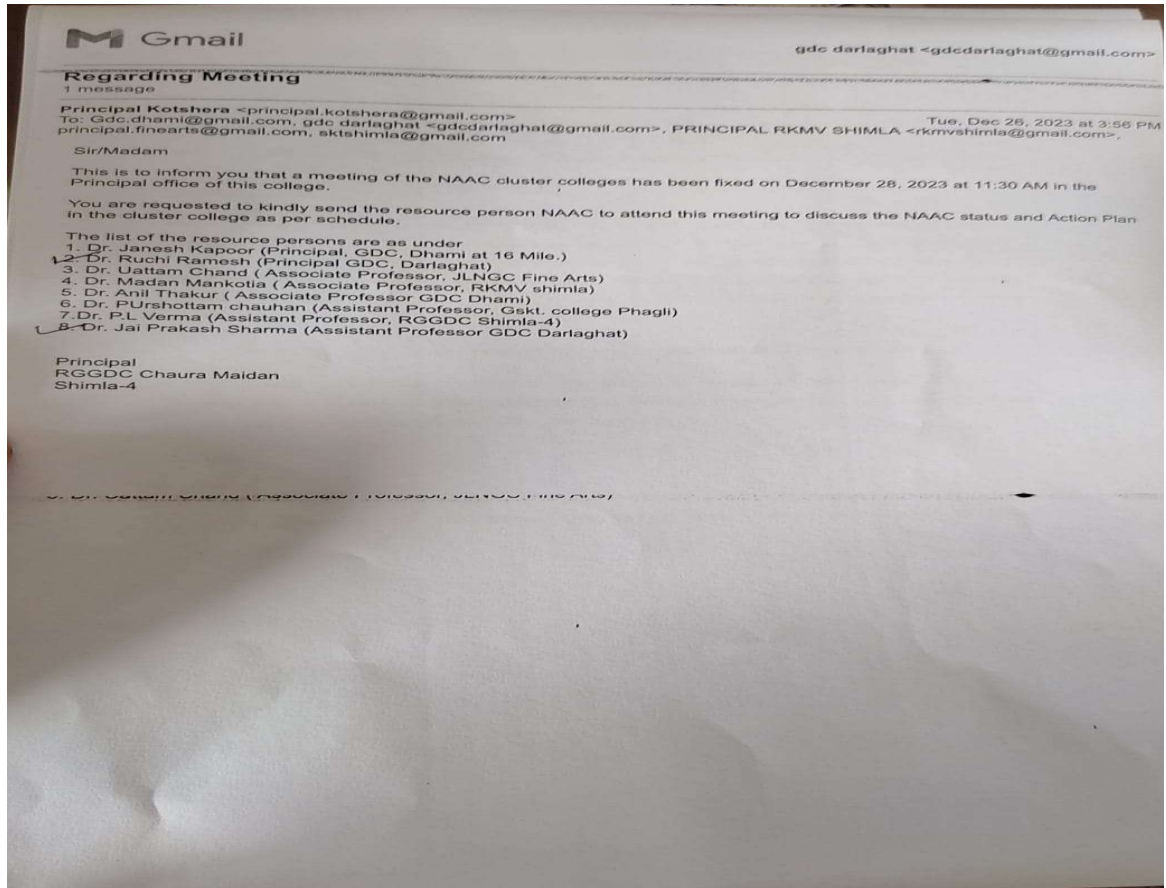 Gmail
gdc darlaghat <gdcdarlaghat@gmail.com>
Regarding Meeting
1 message
Principal Kotshera <principal.kotshera@gmail.com>
Tue, Dec 26, 2023 at 3:56 PM
To: Gdc.dhami@gmail.com, gdc darlaghat <gdcdarlaghat@gmail.com>, PRINCIPAL RKMV SHIMLA <rkmvshimla@gmail.com>,
principal.finearts@gmail.com, sktshimla@gmail.com
Sir/Madam
This is to inform you that a meeting of the NAAC cluster colleges has been fixed on December 28, 2023 at 11:30 AM in the
Principal office of this college.
You are requested to kindly send the resource person NAAC to attend this meeting to discuss the NAAC status and Action Plan
in the cluster college as per schedule.
The list of the resource persons are as under
1. Dr. Janesh Kapoor (Principal, GDC, Dhami at 16 Mile.)
2. Dr. Ruchi Ramesh (Principal GDC, Darlaghat)
3. Dr. Uattam Chand ( Associate Professor, JLNGC Fine Arts)
4. Dr. Madan Mankotia ( Associate Professor, RKMV shimla)
5. Dr. Anil Thakur ( Associate Professor GDC Dhami)
6. Dr. PUrshottam chauhan (Assistant Professor, Gskt. college Phagli)
7.Dr. P.L Verma (Assistant Professor, RGGDC Shimla-4)
8. Dr. Jai Prakash Sharma (Assistant Professor GDC Darlaghat)
Principal
RGGDC Chaura Maidan
Shimla-4
3. Dr. Uattam Chand ( Associate Professor, JLNGC Fine Arts)